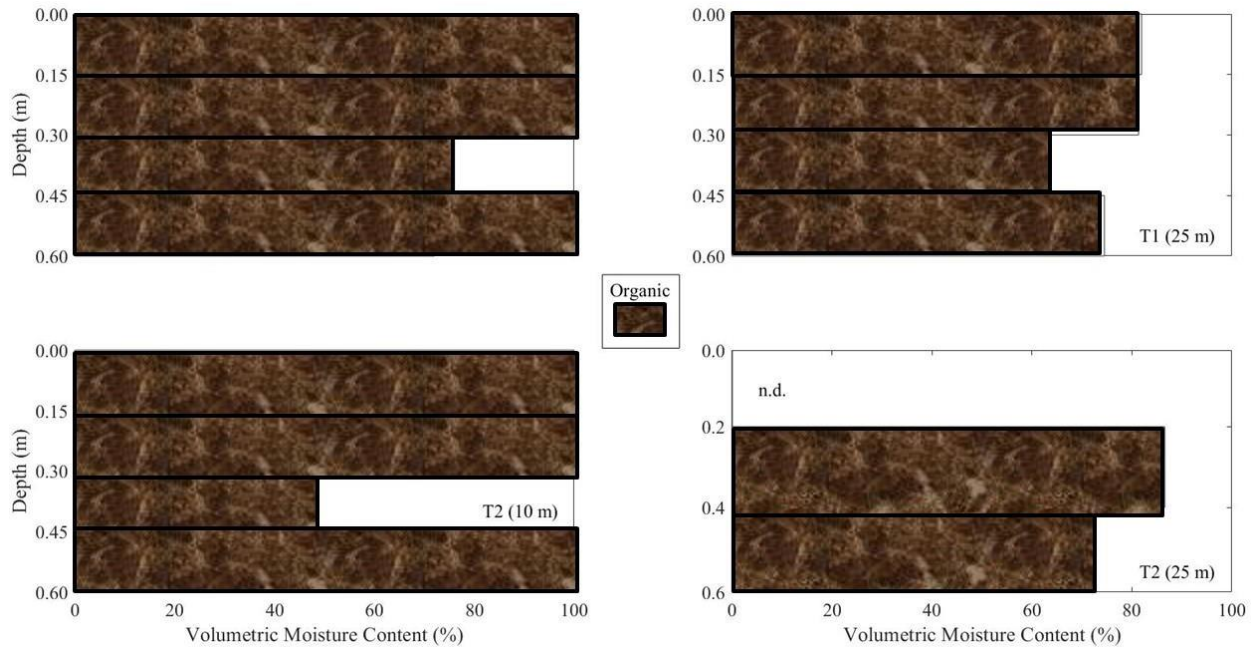 0.00
0.15
0.30
0.45
0.60
Depth (m)
0.00
0.15
0.30
0.45
0.60
T1 (25 m)
Organic
0.00
0.15
0.30
0.45
0.60
Depth (m)
T2 (10 m)
0 20 40 60 80 100
Volumetric Moisture Content (%)
0.0
0.2
0.4
0.6
n.d.
T2 (25 m)
0 20 40 60 80 100
Volumetric Moisture Content (%)